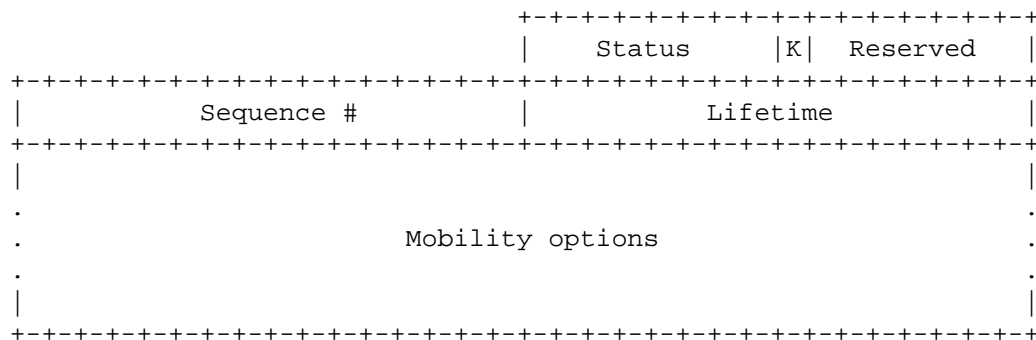 +-+-+-+-+-+-+-+-+-+-+-+-+-+-+-+-+
                                |    Status     |K|  Reserved   |
+-+-+-+-+-+-+-+-+-+-+-+-+-+-+-+-+-+-+-+-+-+-+-+-+-+-+-+-+-+-+-+-+
|           Sequence #          |           Lifetime            |
+-+-+-+-+-+-+-+-+-+-+-+-+-+-+-+-+-+-+-+-+-+-+-+-+-+-+-+-+-+-+-+-+
|                                                               |
.                                                               .
.                        Mobility options                       .
.                                                               .
|                                                               |
+-+-+-+-+-+-+-+-+-+-+-+-+-+-+-+-+-+-+-+-+-+-+-+-+-+-+-+-+-+-+-+-+